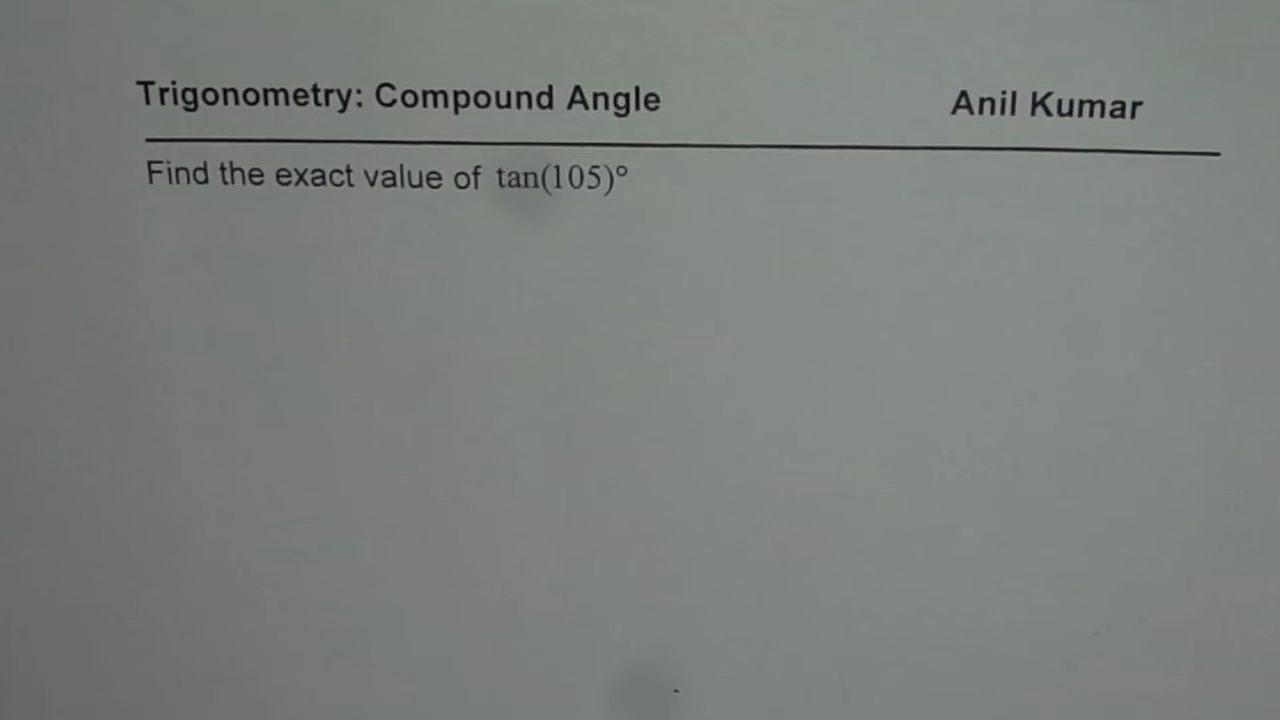 Trigonometry: Compound Angle Anil Kumar
Find the exact value of tan(105)°